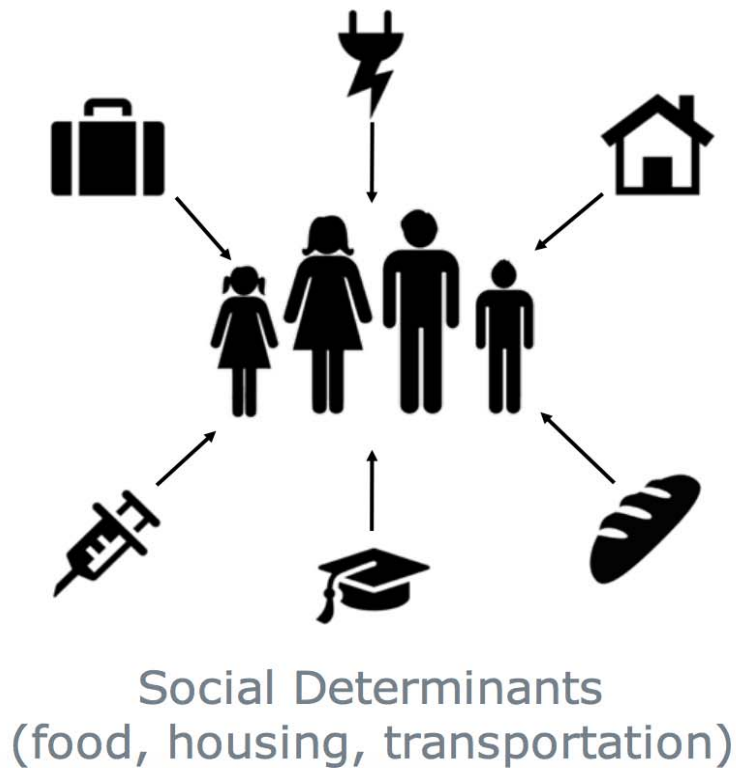 Social Determinants
(food, housing, transportation)